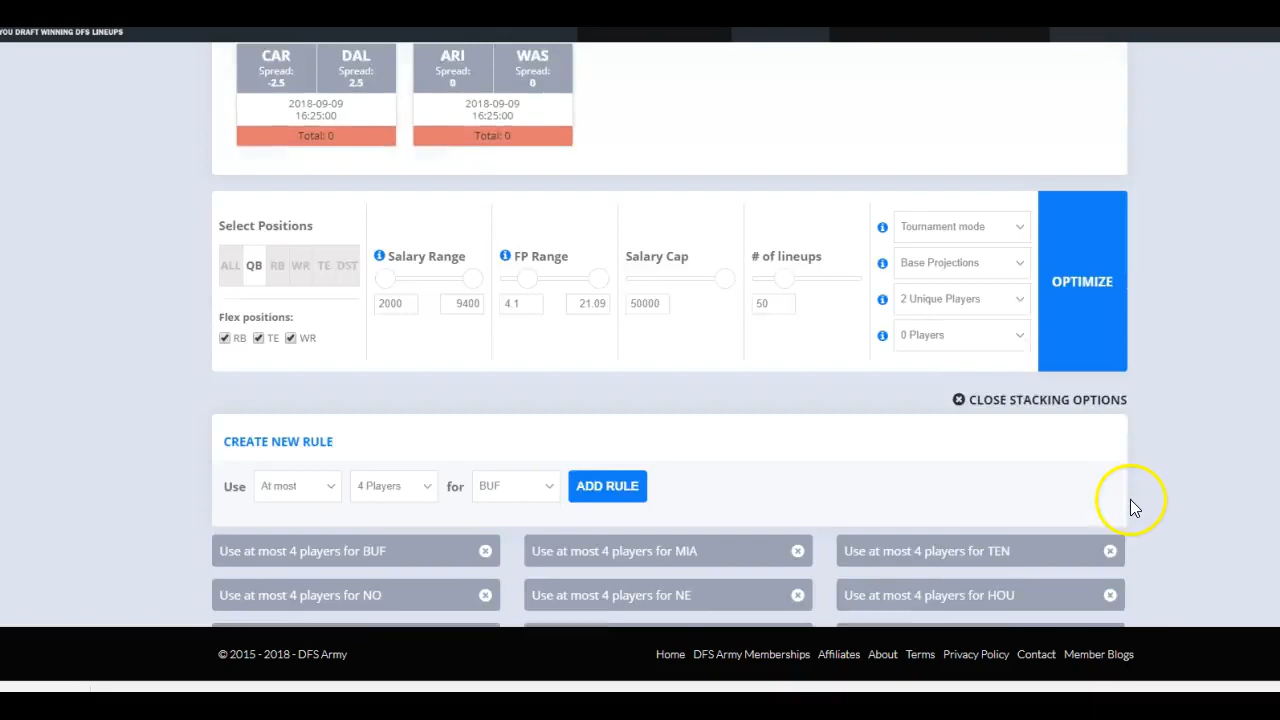 YOU DRAFT WINNING DFS LINEUPS
CAR DAL ARI WAS
Spread: Spread: Spread: Spread:
-2.5 2.5 0 0
2018-09-09 2018-09-09
16:25:00 16:25:00
Total: 0 Total: 0
Select Positions
ALL QB RB WR TE DST
Flex positions:
RB TE WR
Salary Range
2000 9400
FP Range
4.1 21.09
Salary Cap
50000
# of lineups
50
Tournament mode
Base Projections
2 Unique Players
0 Players
OPTIMIZE
CLOSE STACKING OPTIONS
CREATE NEW RULE
Use At most 4 Players for BUF ADD RULE
Use at most 4 players for BUF Use at most 4 players for MIA Use at most 4 players for TEN
Use at most 4 players for NO Use at most 4 players for NE Use at most 4 players for HOU
© 2015 - 2018 - DFS Army Home DFS Army Memberships Affiliates About Terms Privacy Policy Contact Member Blogs